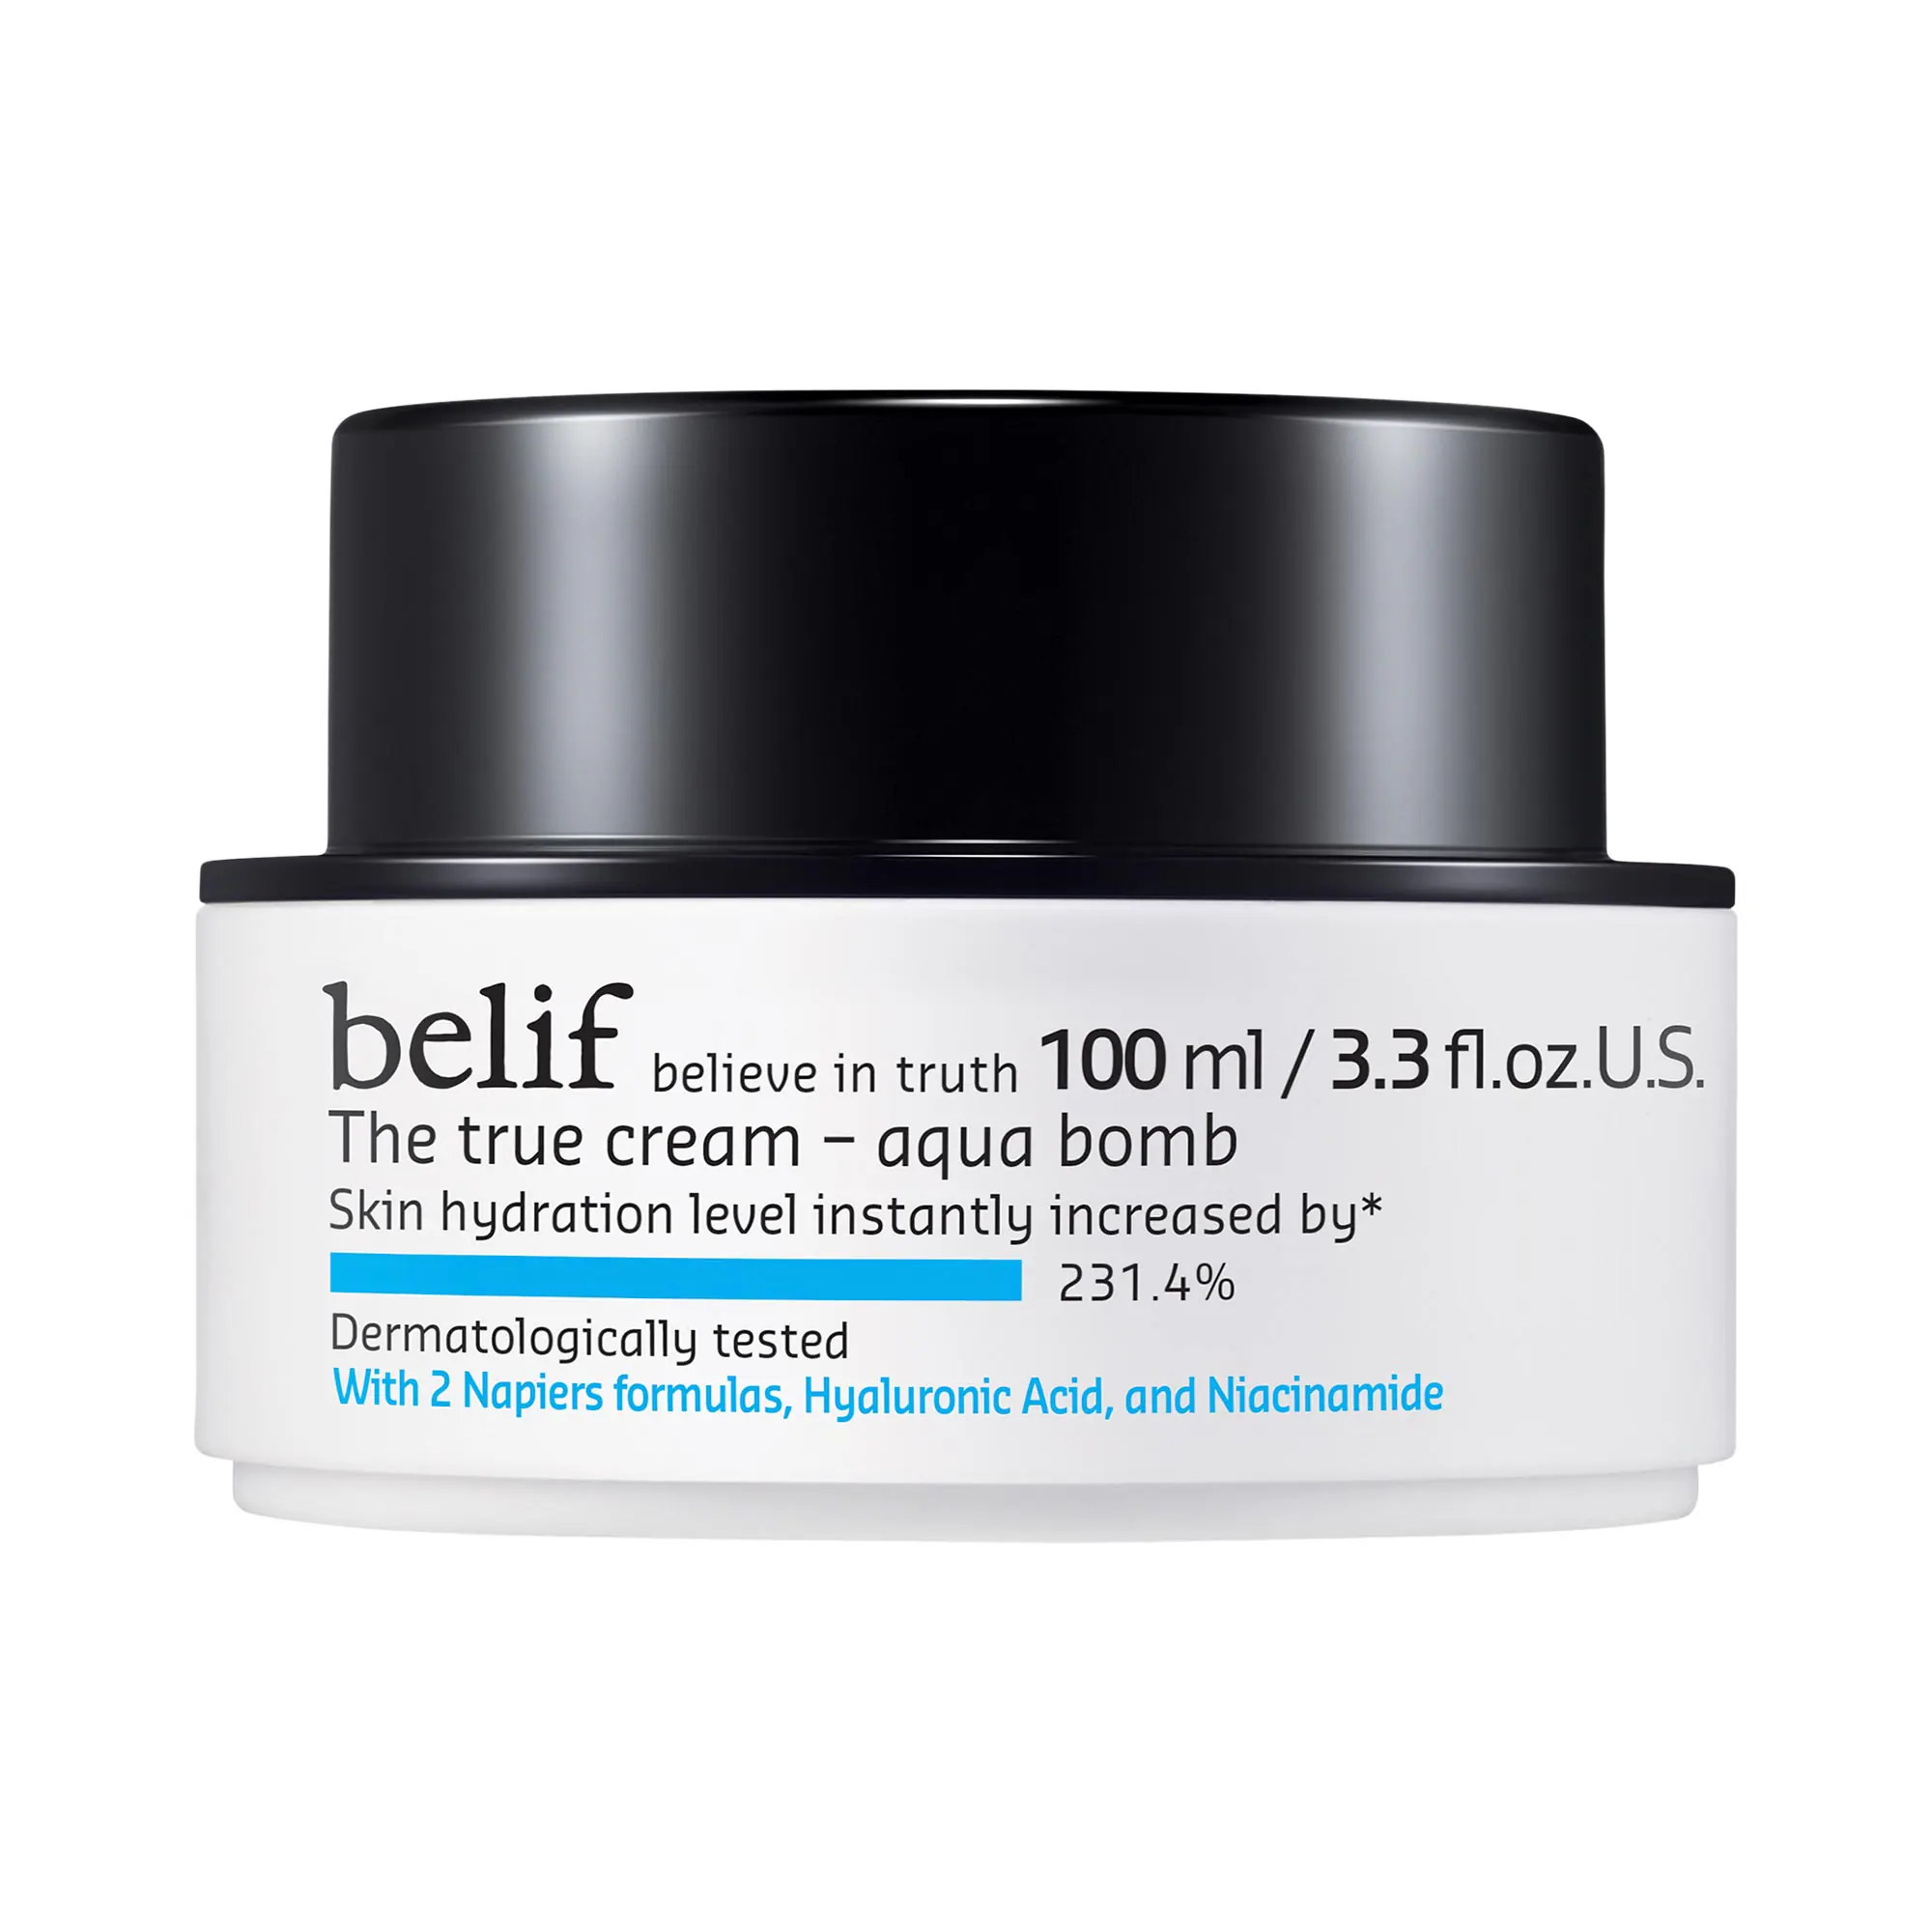 belif believe in truth 100 ml / 3.3 fl.oz.U.S.
The true cream – aqua bomb
Skin hydration level instantly increased by*
231.4%
Dermatologically tested
With 2 Napiers formulas, Hyaluronic Acid, and Niacinamide